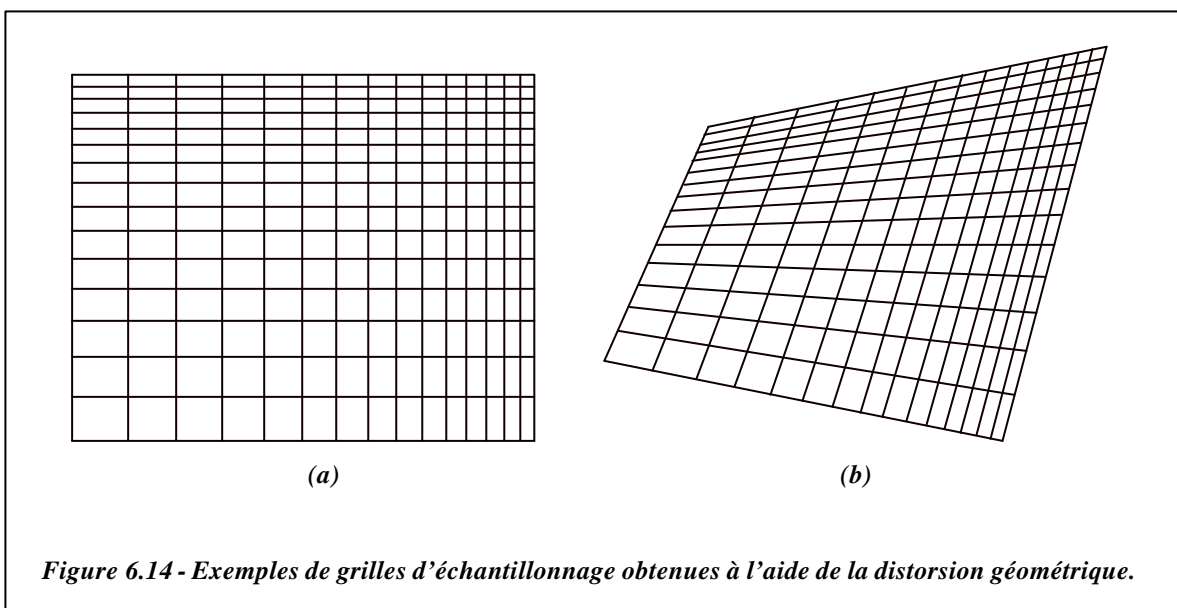 (a)
(b)
Figure 6.14 - Exemples de grilles d'échantillonnage obtenues à l'aide de la distorsion géométrique.